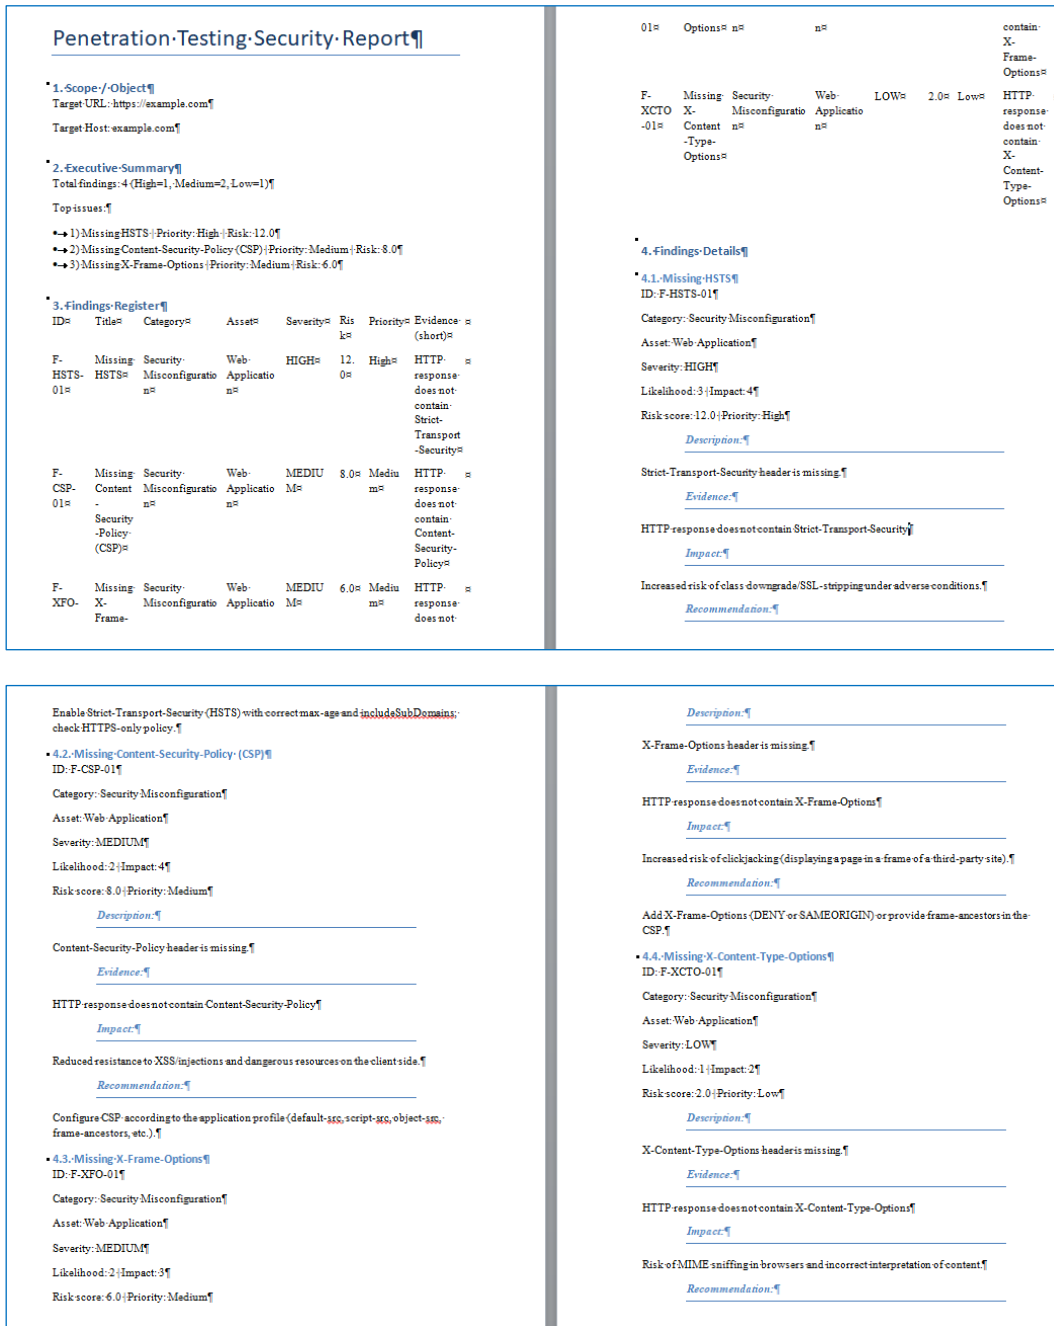 Penetration Testing Security Report¶
1. Scope / Object¶
Target URL: https://example.com¶
Target Host: example.com¶
2. Executive Summary¶
Total findings: 4 (High=1, Medium=2, Low=1)¶
Top issues:¶
1) Missing HSTS | Priority: High | Risk: 12.0¶
2) Missing Content-Security-Policy (CSP) | Priority: Medium | Risk: 8.0¶
3) Missing X-Frame-Options | Priority: Medium | Risk: 6.0¶
3. Findings Register¶
ID¤ Title¤ Category¤ Asset¤ Severity¤ Ris Priority¤ Evidence ¤
k¤ (short)¤
F- Missing Security Web HIGH¤ 12. High¤ HTTP ¤
HSTS- HSTS¤ Misconfiguratio Applicatio 0¤ response
01¤ n¤ n¤ does not
contain
Strict-
Transport
-Security¤
F- Missing Security Web MEDIU 8.0¤ Mediu HTTP ¤
CSP- Content Misconfiguratio Applicatio M¤ m¤ response
01¤ - n¤ n¤ does not
Security contain
-Policy Content-
(CSP)¤ Security-
Policy¤
F- Missing Security Web MEDIU 6.0¤ Mediu HTTP ¤
XFO- X- Misconfiguratio Applicatio M¤ m¤ response
Frame- does not
01¤ Options¤ n¤ n¤ contain
X-
Frame-
Options¤
F- Missing Security Web LOW¤ 2.0¤ Low¤ HTTP
XCTO X- Misconfiguratio Applicatio response
-01¤ Content n¤ n¤ does not
-Type- contain
Options¤ X-
Content-
Type-
Options¤
4. Findings Details¶
4.1. Missing HSTS¶
ID: F-HSTS-01¶
Category: Security Misconfiguration¶
Asset: Web Application¶
Severity: HIGH¶
Likelihood: 3 | Impact: 4¶
Risk score: 12.0 | Priority: High¶
Description:¶
Strict-Transport-Security header is missing.¶
Evidence:¶
HTTP response does not contain Strict-Transport-Security¶
Impact:¶
Increased risk of class downgrade/SSL-stripping under adverse conditions.¶
Recommendation:¶
Enable Strict-Transport-Security (HSTS) with correct max-age and includeSubDomains;
check HTTPS-only policy.¶
4.2. Missing Content-Security-Policy (CSP)¶
ID: F-CSP-01¶
Category: Security Misconfiguration¶
Asset: Web Application¶
Severity: MEDIUM¶
Likelihood: 2 | Impact: 4¶
Risk score: 8.0 | Priority: Medium¶
Description:¶
Content-Security-Policy header is missing.¶
Evidence:¶
HTTP response does not contain Content-Security-Policy¶
Impact:¶
Reduced resistance to XSS/injections and dangerous resources on the client side.¶
Recommendation:¶
Configure CSP according to the application profile (default-src, script-src, object-src,
frame-ancestors, etc.).¶
4.3. Missing X-Frame-Options¶
ID: F-XFO-01¶
Category: Security Misconfiguration¶
Asset: Web Application¶
Severity: MEDIUM¶
Likelihood: 2 | Impact: 3¶
Risk score: 6.0 | Priority: Medium¶
Description:¶
X-Frame-Options header is missing.¶
Evidence:¶
HTTP response does not contain X-Frame-Options¶
Impact:¶
Increased risk of clickjacking (displaying a page in a frame of a third-party site).¶
Recommendation:¶
Add X-Frame-Options (DENY or SAMEORIGIN) or provide frame-ancestors in the
CSP.¶
4.4. Missing X-Content-Type-Options¶
ID: F-XCTO-01¶
Category: Security Misconfiguration¶
Asset: Web Application¶
Severity: LOW¶
Likelihood: 1 | Impact: 2¶
Risk score: 2.0 | Priority: Low¶
Description:¶
X-Content-Type-Options header is missing.¶
Evidence:¶
HTTP response does not contain X-Content-Type-Options¶
Impact:¶
Risk of MIME sniffing in browsers and incorrect interpretation of content.¶
Recommendation:¶